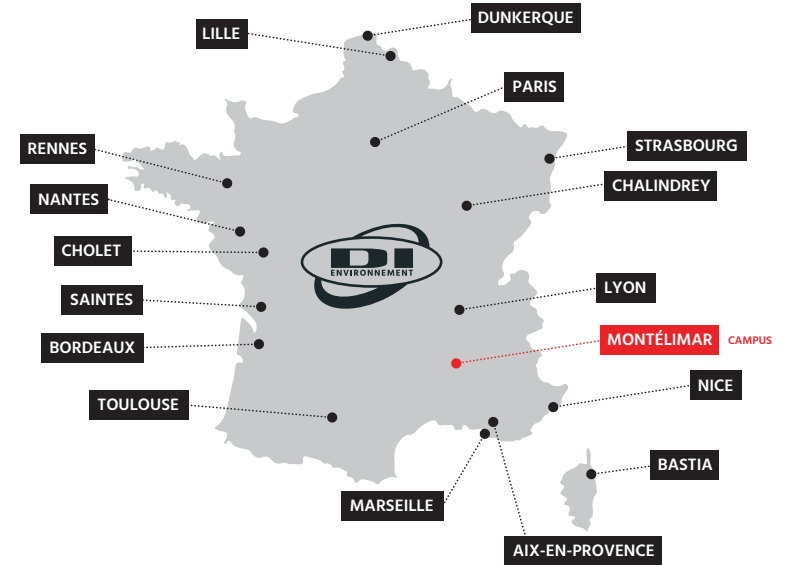 DUNKERQUE
LILLE
PARIS
STRASBOURG
RENNES
CHALINDREY
NANTES
CHOLET
DI
ENVIRONNEMENT
LYON
SAINTES
MONTÉLIMAR CAMPUS
BORDEAUX
NICE
TOULOUSE
BASTIA
MARSEILLE
AIX-EN-PROVENCE